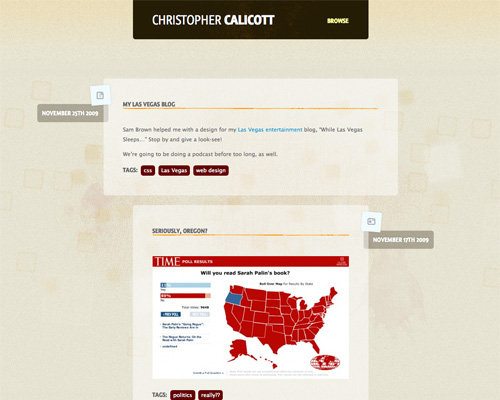 CHRISTOPHER CALICOTT
BROWSE
NOVEMBER 25TH 2009
MY LAS VEGAS BLOG
Sam Brown helped me with a design for my Las Vegas entertainment blog, "While Las Vegas
Sleeps..." Stop by and give a look-see!
We're going to be doing a podcast before too long, as well.
TAGS: css Las Vegas web design
NOVEMBER 17TH 2009
SERIOUSLY, OREGON?
TIME POLL RESULTS
Will you read Sarah Palin's book?
Yes
89%
No
TAGS: politics really??